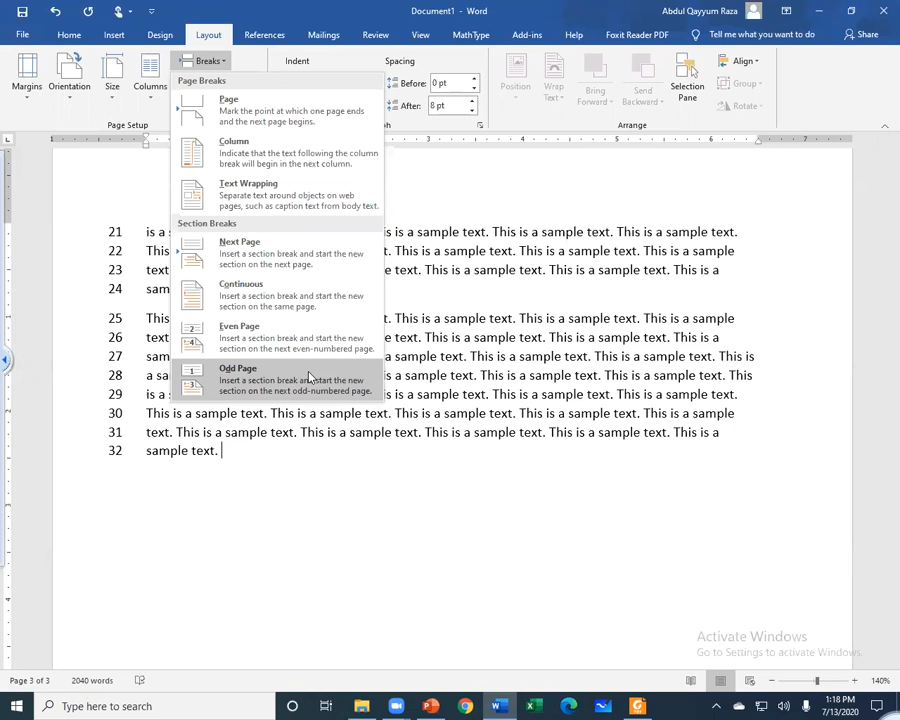 Document1 - Word
Abdul Qayyum Raza
File
Home
Insert
Design
Layout
References
Mailings
Review
View
MathType
Add-ins
Help
Foxit Reader PDF
Tell me what you want to do
Share
Margins
Orientation
Size
Columns
Breaks
Indent
Spacing
Before: 0 pt
After: 8 pt
Position
Wrap
Text
Bring
Forward
Send
Backward
Selection
Pane
Align
Group
Rotate
Page Setup
Arrange
Page Breaks
Page
Mark the point at which one page ends
and the next page begins.
Column
Indicate that the text following the column
break will begin in the next column.
Text Wrapping
Separate text around objects on web
pages, such as caption text from body text.
Section Breaks
Next Page
Insert a section break and start the new
section on the next page.
Continuous
Insert a section break and start the new
section on the same page.
Even Page
Insert a section break and start the new
section on the next even-numbered page.
Odd Page
Insert a section break and start the new
section on the next odd-numbered page.
21 is a s is is a sample text. This is a sample text. This is a sample text.
22 This t. This is a sample text. This is a sample text. This is a sample
23 text. e text. This is a sample text. This is a sample text. This is a
24 sam
25 This t. This is a sample text. This is a sample text. This is a sample
26 text. e text. This is a sample text. This is a sample text. This is a
27 sam a sample text. This is a sample text. This is a sample text. This is
28 a sa s a sample text. This is a sample text. This is a sample text. This
29 is a s is is a sample text. This is a sample text. This is a sample text.
30 This is a sample text. This is a sample text. This is a sample text. This is a sample
31 text. This is a sample text. This is a sample text. This is a sample text. This is a
32 sample text.
Activate Windows
Go to Settings to activate Windows.
Page 3 of 3
2040 words
140%
Type here to search
1:18 PM
7/13/2020